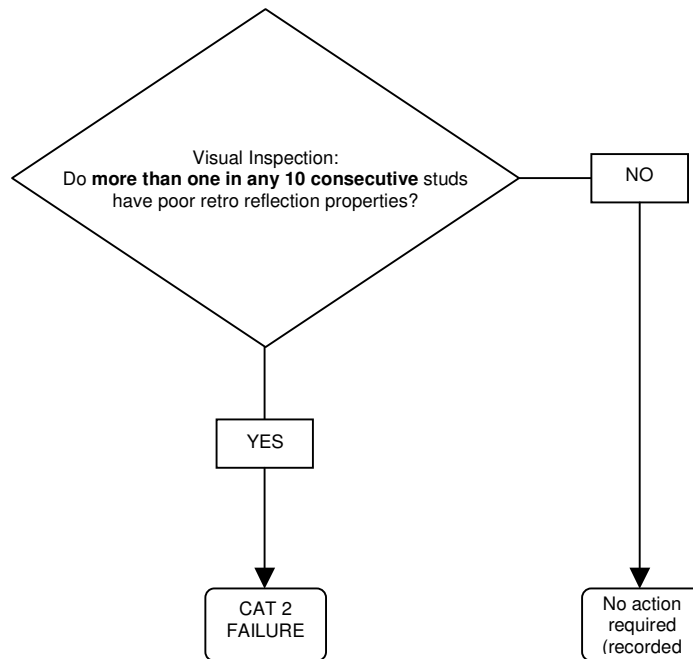 Visual Inspection:
Do more than one in any 10 consecutive studs
have poor retro reflection properties?
NO
YES
CAT 2
FAILURE
No action
required
(recorded